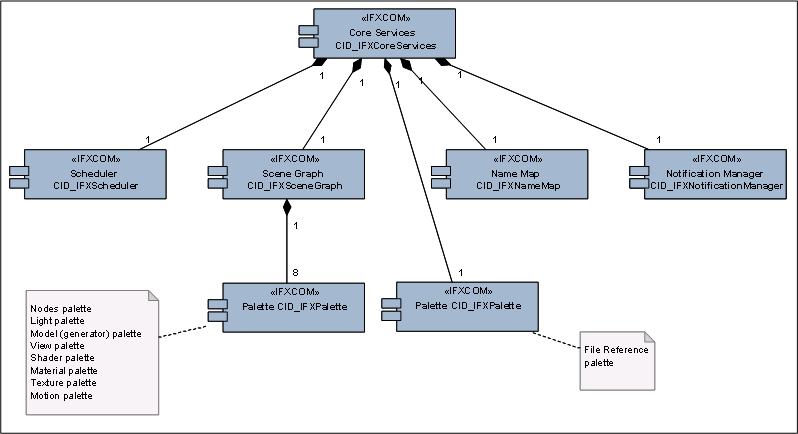 «IFXCOM»
Core Services
CID_IFXCoreServices
1
1
1
1
1
1
1
1
1
«IFXCOM»
Scheduler
CID_IFXScheduler
«IFXCOM»
Scene Graph
CID_IFXSceneGraph
«IFXCOM»
Name Map
CID_IFXNameMap
«IFXCOM»
Notification Manager
CID_IFXNotificationManager
1
8
1
«IFXCOM»
Palette CID_IFXPalette
«IFXCOM»
Palette CID_IFXPalette
Nodes palette
Light palette
Model (generator) palette
View palette
Shader palette
Material palette
Texture palette
Motion palette
File Reference
palette